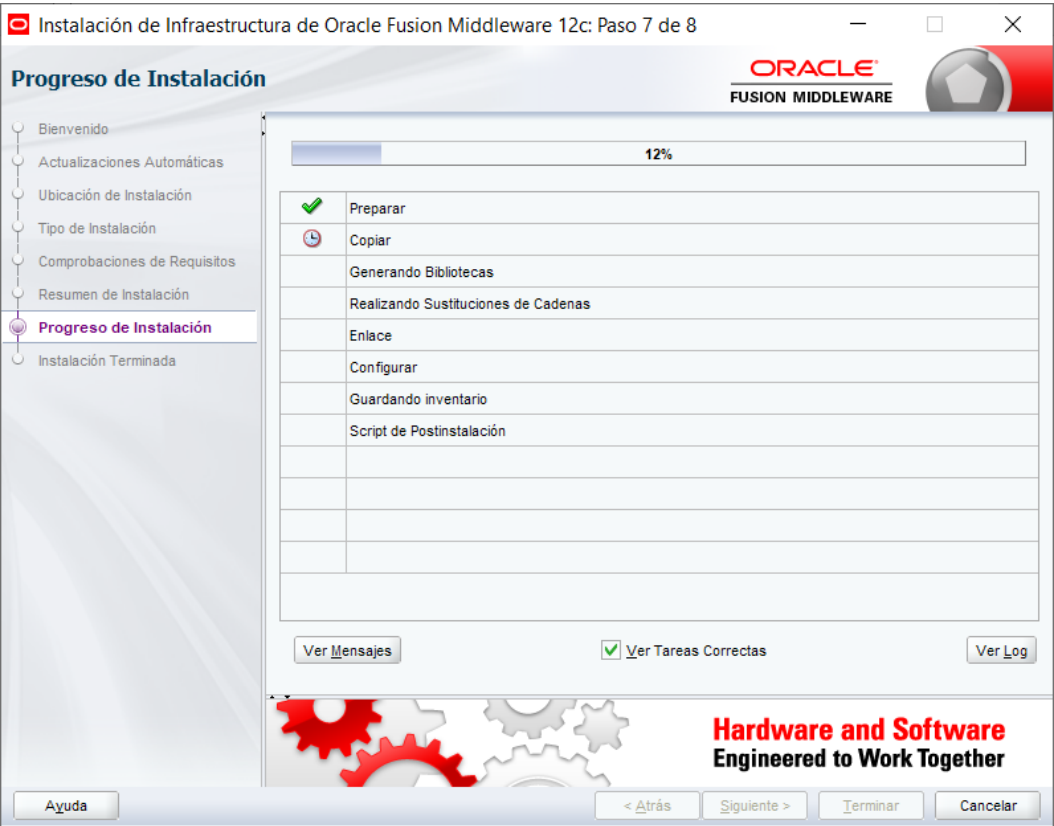 Instalación de Infraestructura de Oracle Fusion Middleware 12c: Paso 7 de 8
Progreso de Instalación
ORACLE
FUSION MIDDLEWARE
Bienvenido
Actualizaciones Automáticas
Ubicación de Instalación
Tipo de Instalación
Comprobaciones de Requisitos
Resumen de Instalación
Progreso de Instalación
Instalación Terminada
12%
Preparar
Copiar
Generando Bibliotecas
Realizando Sustituciones de Cadenas
Enlace
Configurar
Guardando inventario
Script de Postinstalación
Ver Mensajes
Ver Tareas Correctas
Ver Log
Hardware and Software
Engineered to Work Together
Ayuda
< Atrás
Siguiente >
Terminar
Cancelar